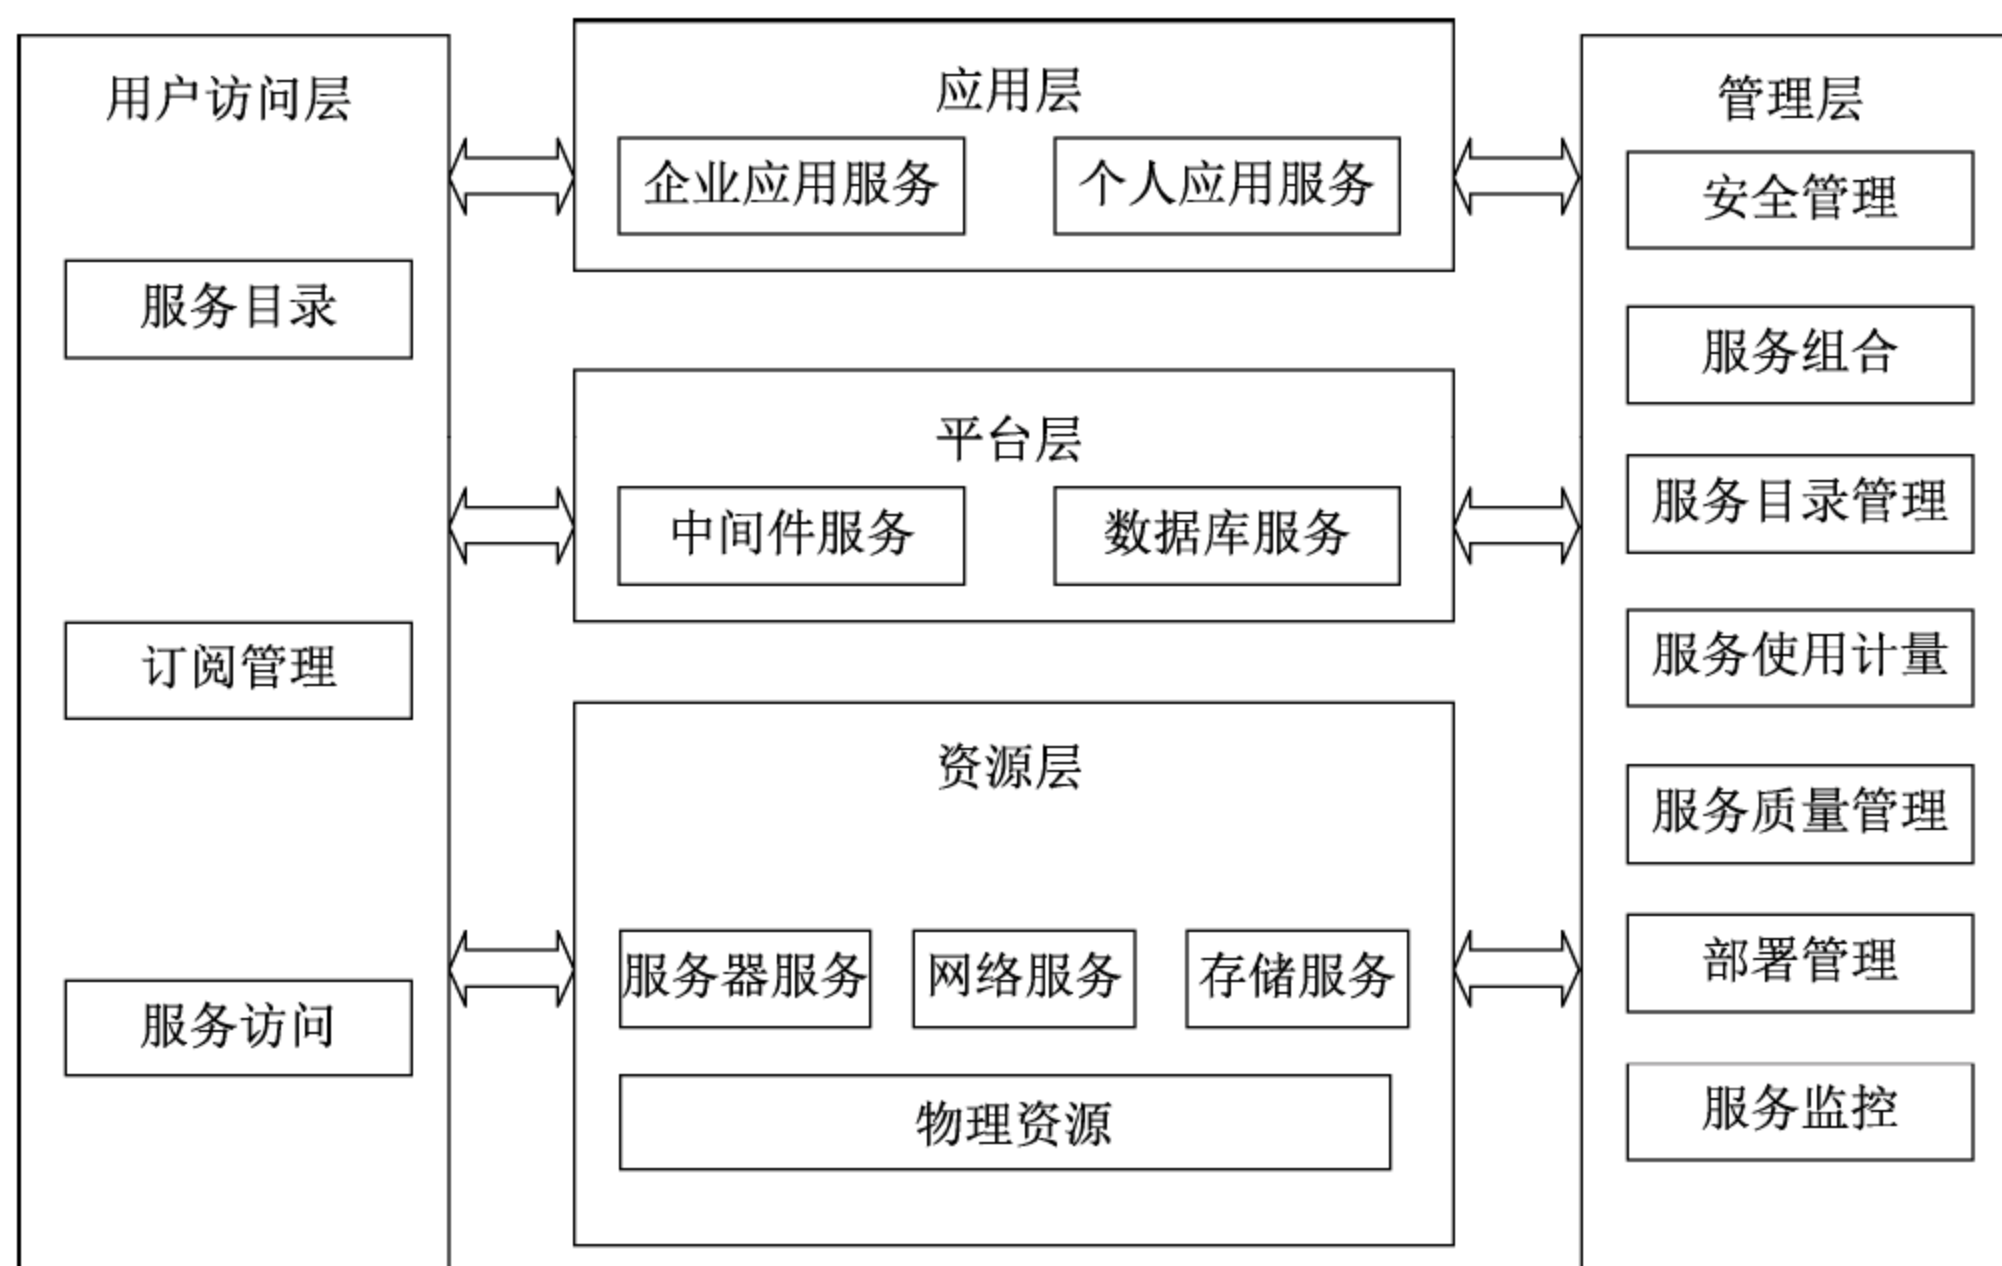 用户访问层
服务目录
订阅管理
服务访问
应用层
企业应用服务
个人应用服务
平台层
中间件服务
数据库服务
资源层
服务器服务
网络服务
存储服务
物理资源
管理层
安全管理
服务组合
服务目录管理
服务使用计量
服务质量管理
部署管理
服务监控